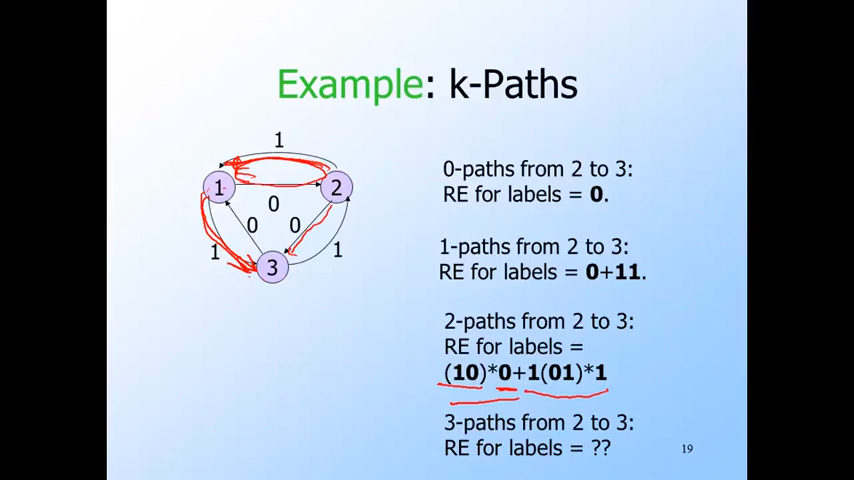 Example: k-Paths
1
1
2
0
0
0
1
1
3
0-paths from 2 to 3:
RE for labels = 0.
1-paths from 2 to 3:
RE for labels = 0+11.
2-paths from 2 to 3:
RE for labels =
(10)*0+1(01)*1
3-paths from 2 to 3:
RE for labels = ??
19